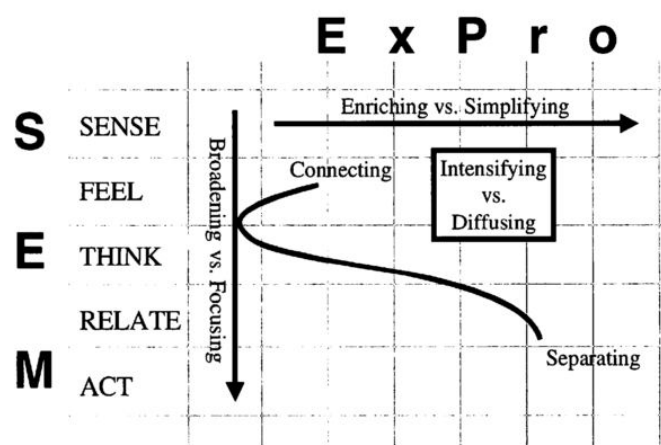 E x P r o
S
E
M
SENSE
FEEL
THINK
RELATE
ACT
Enriching vs. Simplifying
Broadening vs. Focusing
Connecting
Intensifying
vs.
Diffusing
Separating